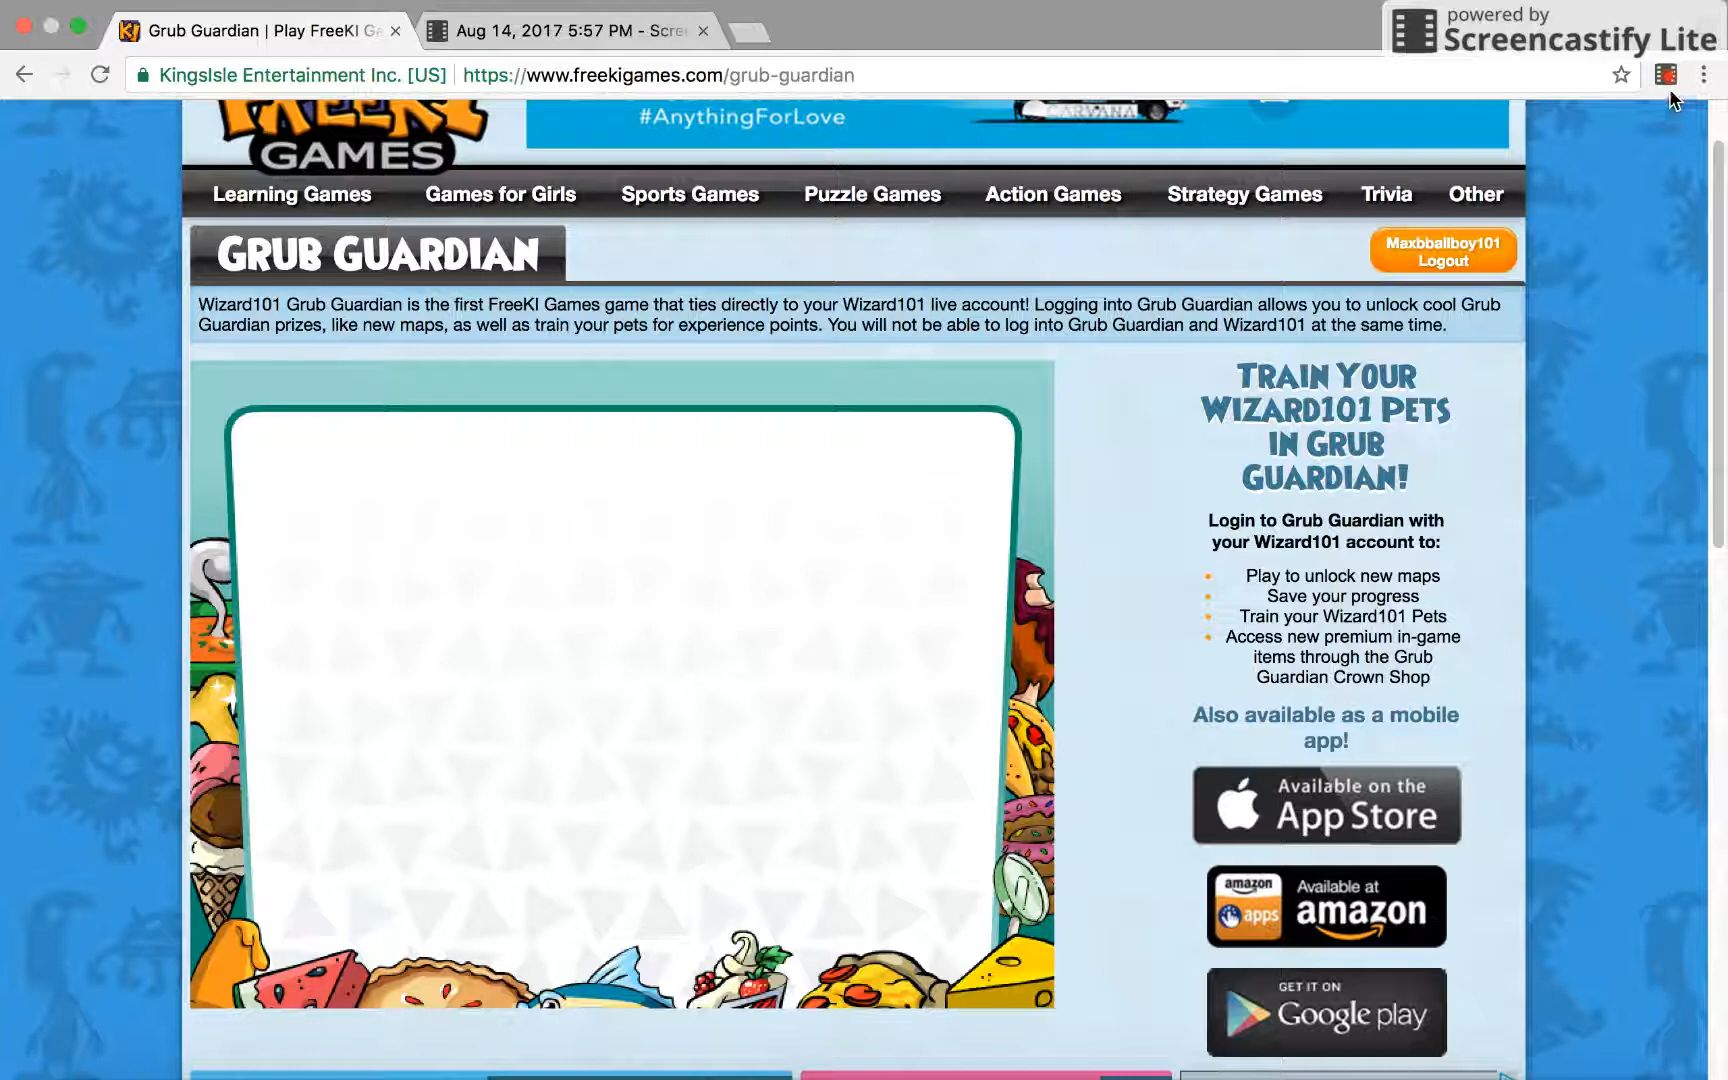 Grub Guardian | Play FreeKI Ga
Aug 14, 2017 5:57 PM - Scre
powered by
Screencastify Lite
KingsIsle Entertainment Inc. [US]
https://www.freekigames.com/grub-guardian
FREEKI
GAMES
#AnythingForLove
CARVANA
Learning Games
Games for Girls
Sports Games
Puzzle Games
Action Games
Strategy Games
Trivia
Other
GRUB GUARDIAN
Maxbballboy101
Logout
Wizard101 Grub Guardian is the first FreeKI Games game that ties directly to your Wizard101 live account! Logging into Grub Guardian allows you to unlock cool Grub
Guardian prizes, like new maps, as well as train your pets for experience points. You will not be able to log into Grub Guardian and Wizard101 at the same time.
TRAIN YOUR
WIZARD101 PETS
IN GRUB
GUARDIAN!
Login to Grub Guardian with
your Wizard101 account to:
Play to unlock new maps
Save your progress
Train your Wizard101 Pets
Access new premium in-game
items through the Grub
Guardian Crown Shop
Also available as a mobile
app!
Available on the
App Store
amazon
apps
Available at
amazon
GET IT ON
Google play